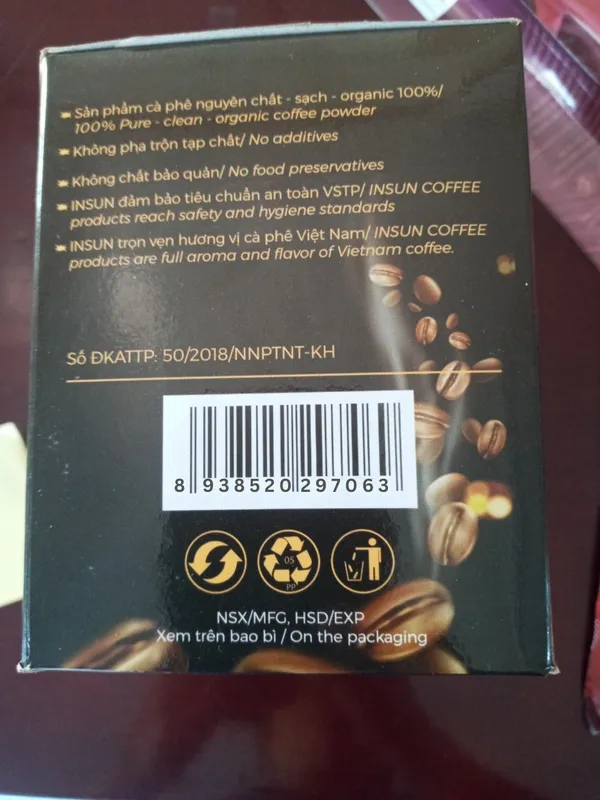 Sản phẩm cà phê nguyên chất - sạch - organic 100%/
100% Pure - clean - organic coffee powder
Không pha trộn tạp chất/ No additives
Không chất bảo quản/ No food preservatives
INSUN đảm bảo tiêu chuẩn an toàn VSTP/ INSUN COFFEE
products reach safety and hygiene standards
INSUN trọn vẹn hương vị cà phê Việt Nam/ INSUN COFFEE
products are full aroma and flavor of Vietnam coffee.
Số ĐKATTP: 50/2018/NNPTNT-KH
8 938520 297063
05
PP
NSX/MFG, HSD/EXP
Xem trên bao bì / On the packaging